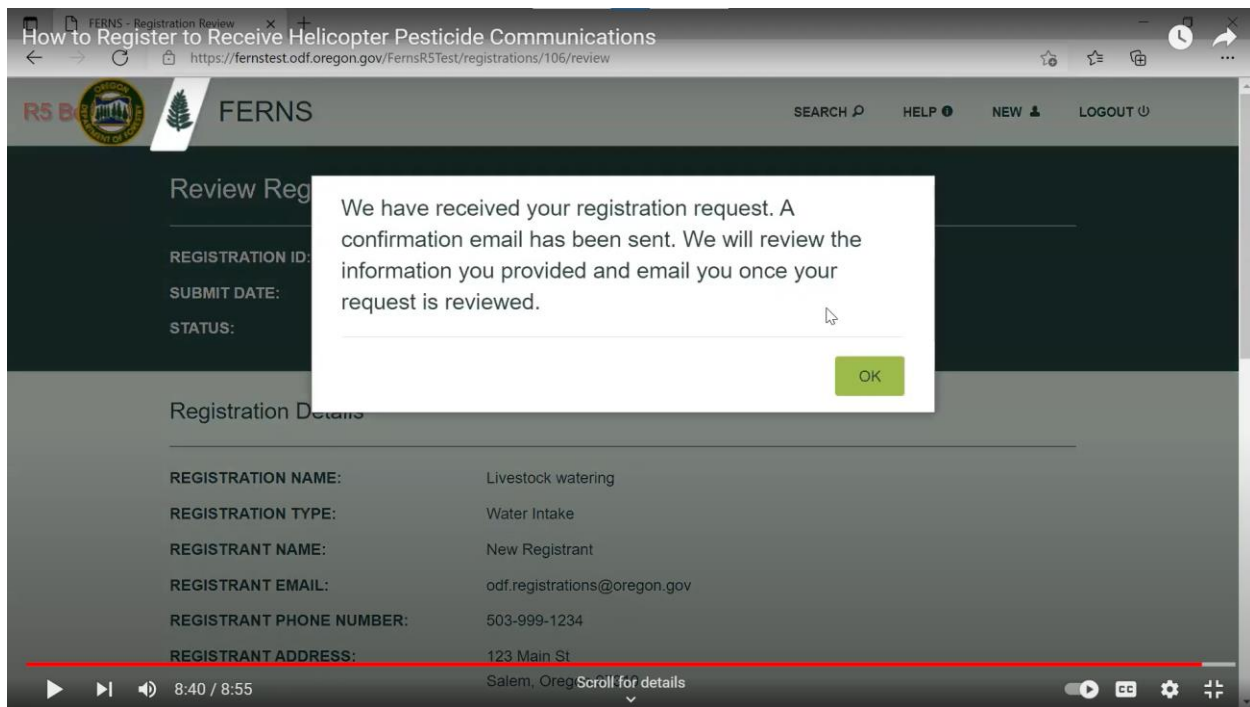 FERNS - Registration Review
How to Register to Receive Helicopter Pesticide Communications
https://fernstest.odf.oregon.gov/FernsR5Test/registrations/106/review
FERNS
SEARCH HELP NEW LOGOUT
Review Reg
REGISTRATION ID:
SUBMIT DATE:
STATUS:
We have received your registration request. A
confirmation email has been sent. We will review the
information you provided and email you once your
request is reviewed.
OK
Registration Details
REGISTRATION NAME: Livestock watering
REGISTRATION TYPE: Water Intake
REGISTRANT NAME: New Registrant
REGISTRANT EMAIL: odf.registrations@oregon.gov
REGISTRANT PHONE NUMBER: 503-999-1234
REGISTRANT ADDRESS: 123 Main St
Salem,
Scroll for details
8:40 / 8:55
CC